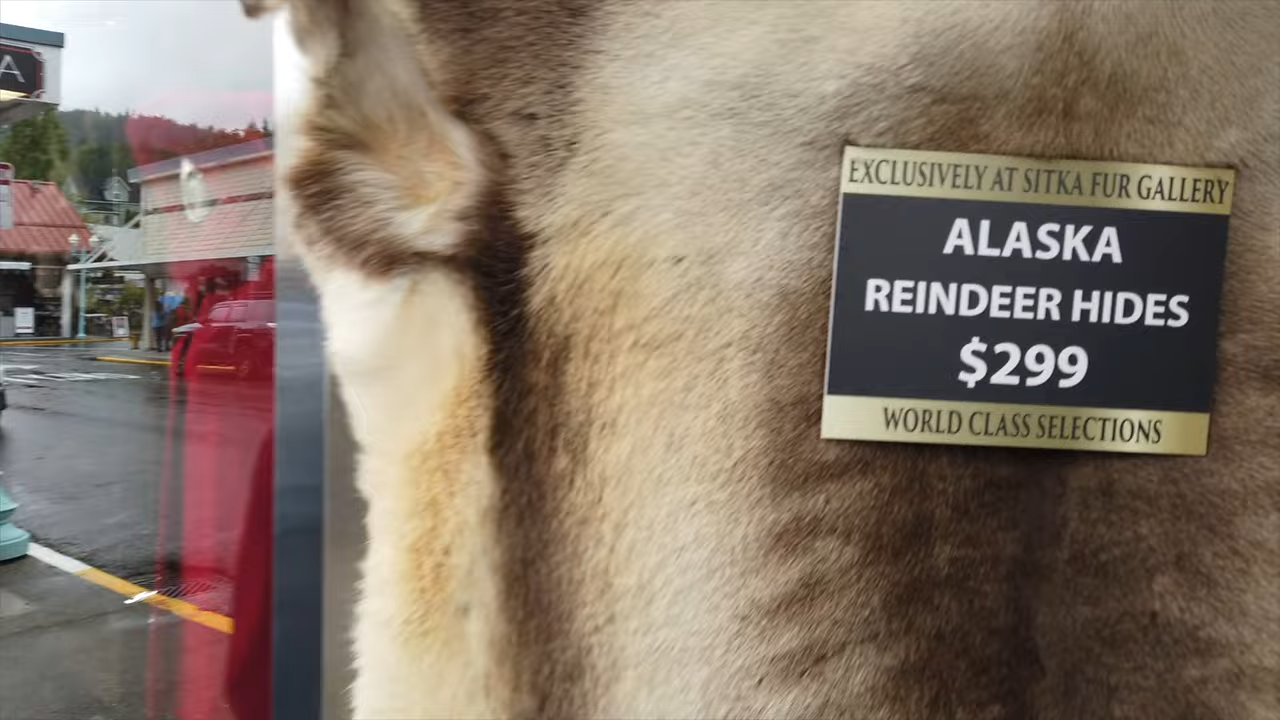 A
EXCLUSIVELY AT SITKA FUR GALLERY
ALASKA
REINDEER HIDES
$299
WORLD CLASS SELECTIONS